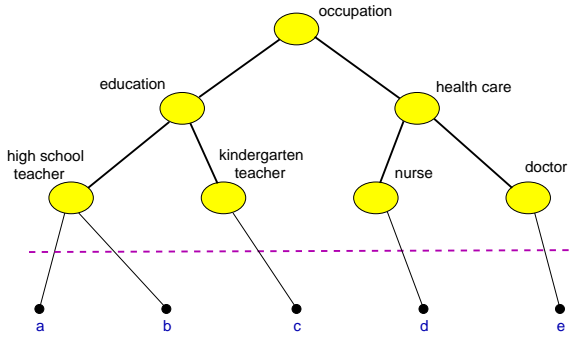 occupation
education
health care
high school
teacher
kindergarten
teacher
nurse
doctor
a
b
c
d
e